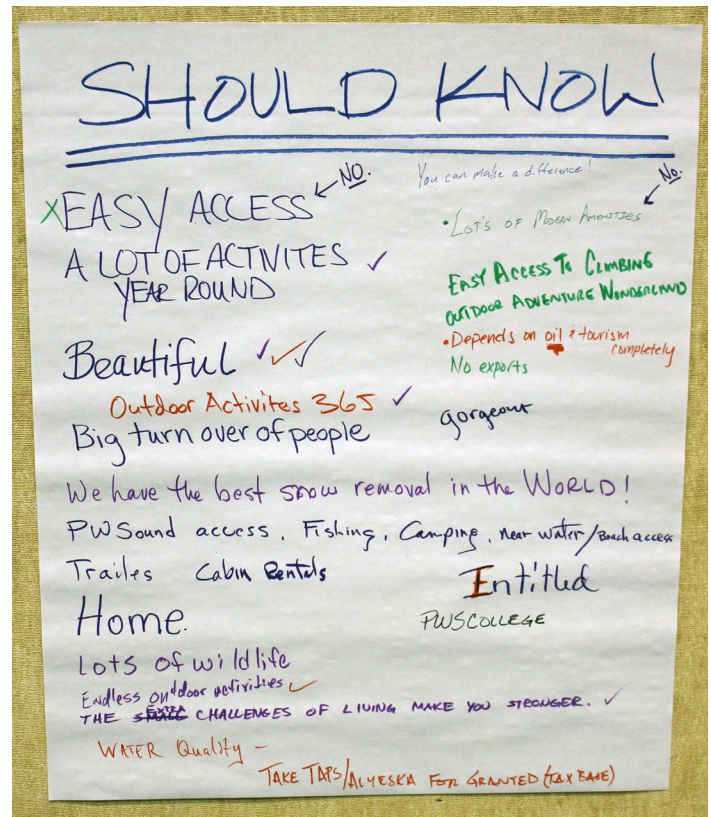 SHOULD KNOW
You can make a difference!
X EASY ACCESS ← NO.
• LOT'S OF MODERN AMENITIES ← No.
A LOT OF ACTIVITES ✓
YEAR ROUND
EASY ACCESS TO CLIMBING
OUTDOOR ADVENTURE WONDERLAND
Beautiful ✓✓✓
• Depends on oil & tourism
completely
No exports
Outdoor Activites 365 ✓
gorgeous
Big turn over of people
We have the best snow removal in the WORLD!
PWSound access, Fishing, Camping, near water/Beach access
Trailes Cabin Rentals
Entitled
Home.
PWSCOLLEGE
Lots of wildlife
Endless outdoor activities ✓
THE EXTRA CHALLENGES OF LIVING MAKE YOU STRONGER. ✓
WATER Quality –
TAKE TAPS/ALYESKA FOR GRANTED (TAX BASE)